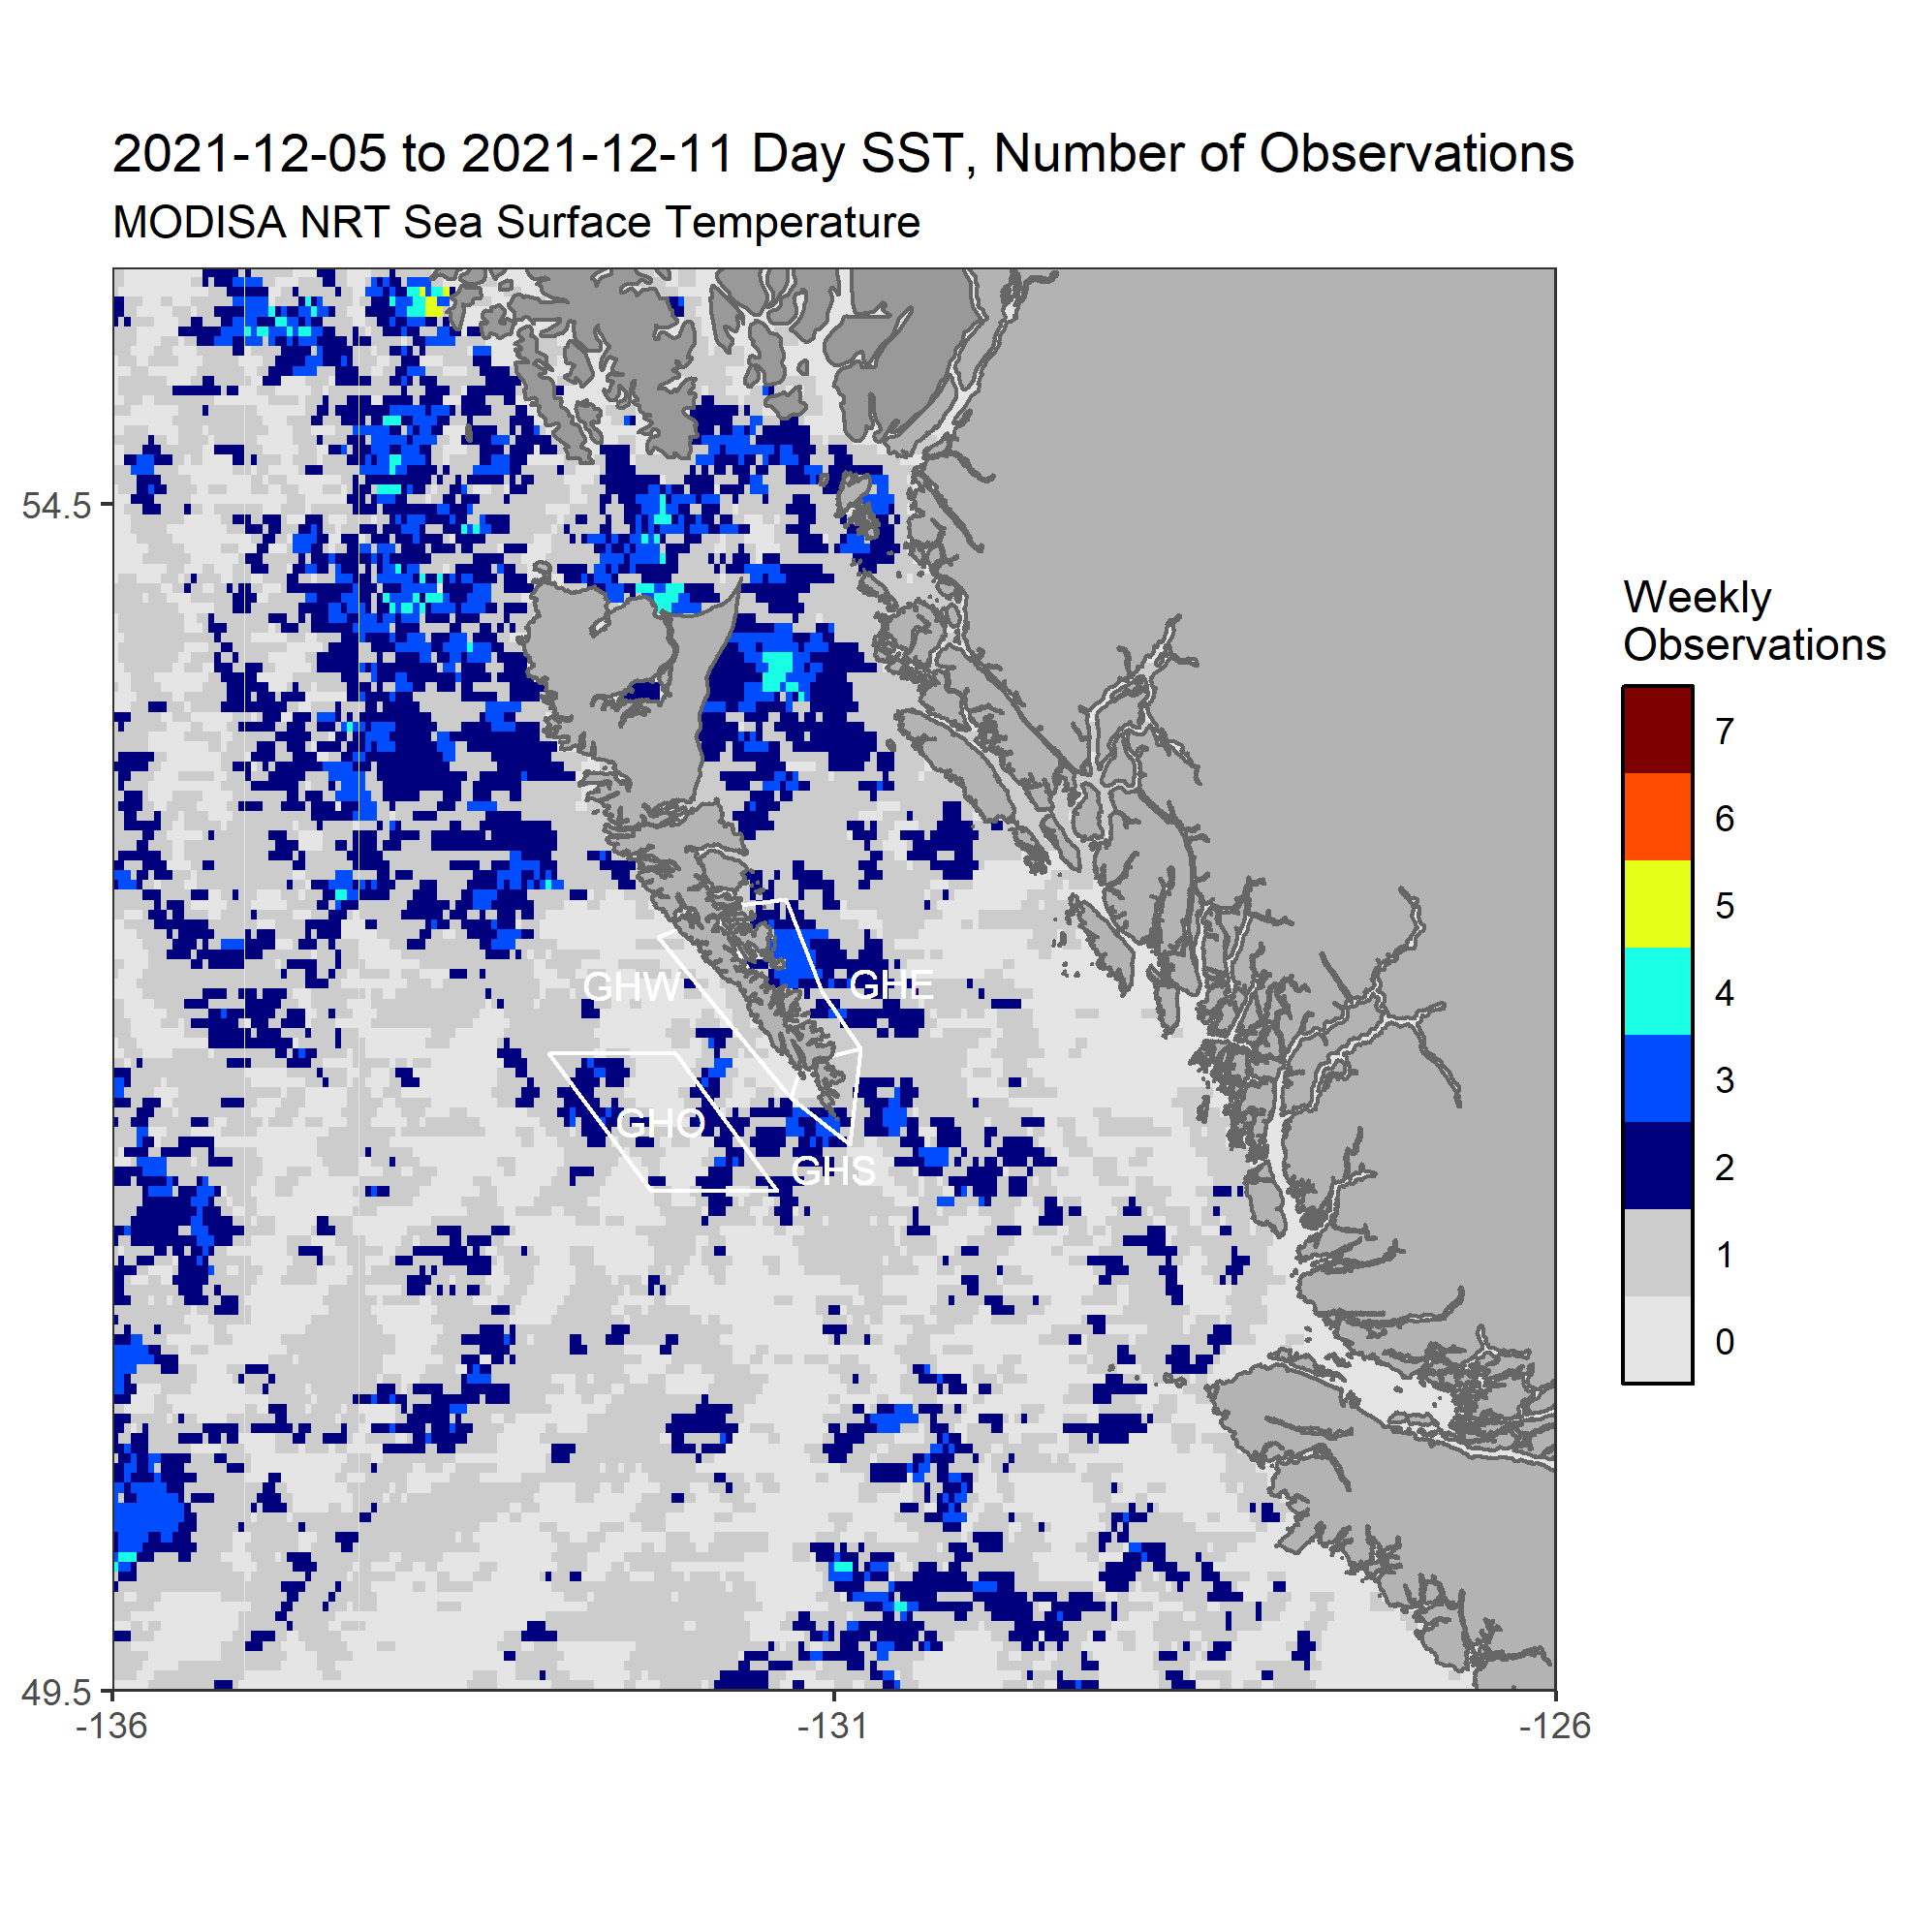 2021-12-05 to 2021-12-11 Day SST, Number of Observations
MODISA NRT Sea Surface Temperature
54.5
49.5
-136
-131
-126
GHW
GHE
GHO
GHS
Weekly
Observations
7
6
5
4
3
2
1
0